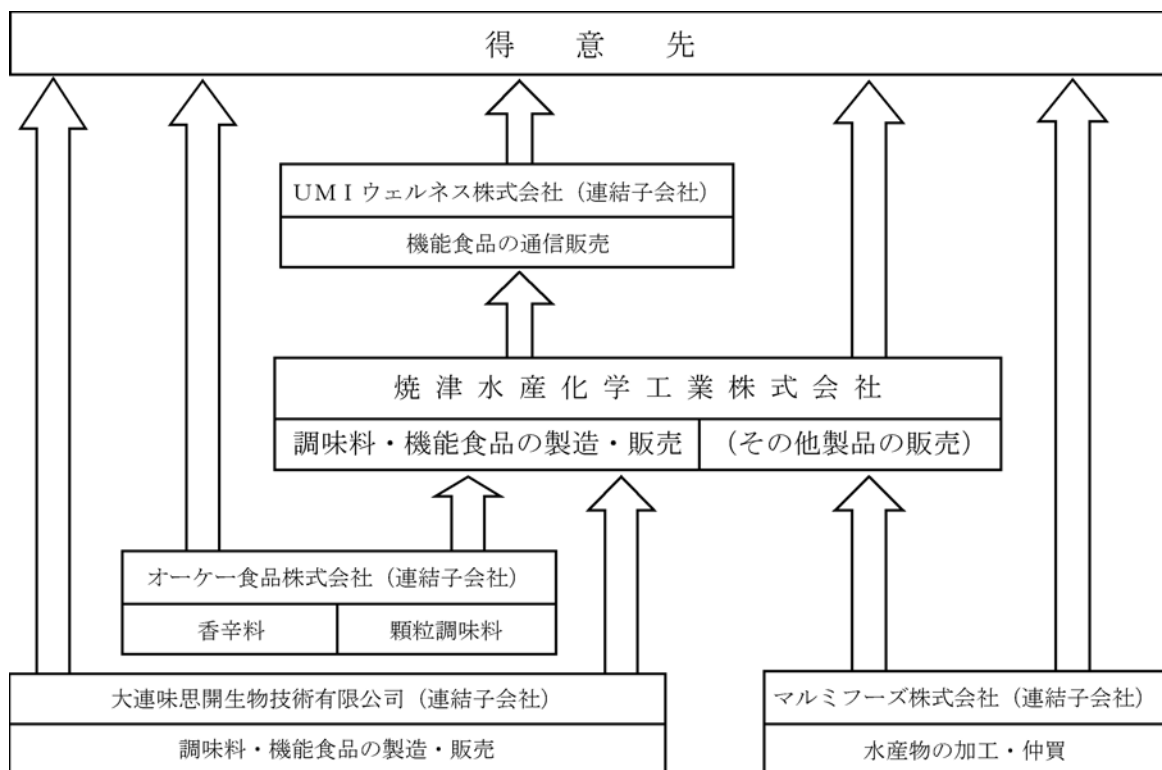 得意先
UMIウェルネス株式会社（連結子会社）
機能食品の通信販売
焼津水産化学工業株式会社
調味料・機能食品の製造・販売
（その他製品の販売）
オーケー食品株式会社（連結子会社）
香辛料
顆粒調味料
大連味思開生物技術有限公司（連結子会社）
調味料・機能食品の製造・販売
マルミフーズ株式会社（連結子会社）
水産物の加工・仲買